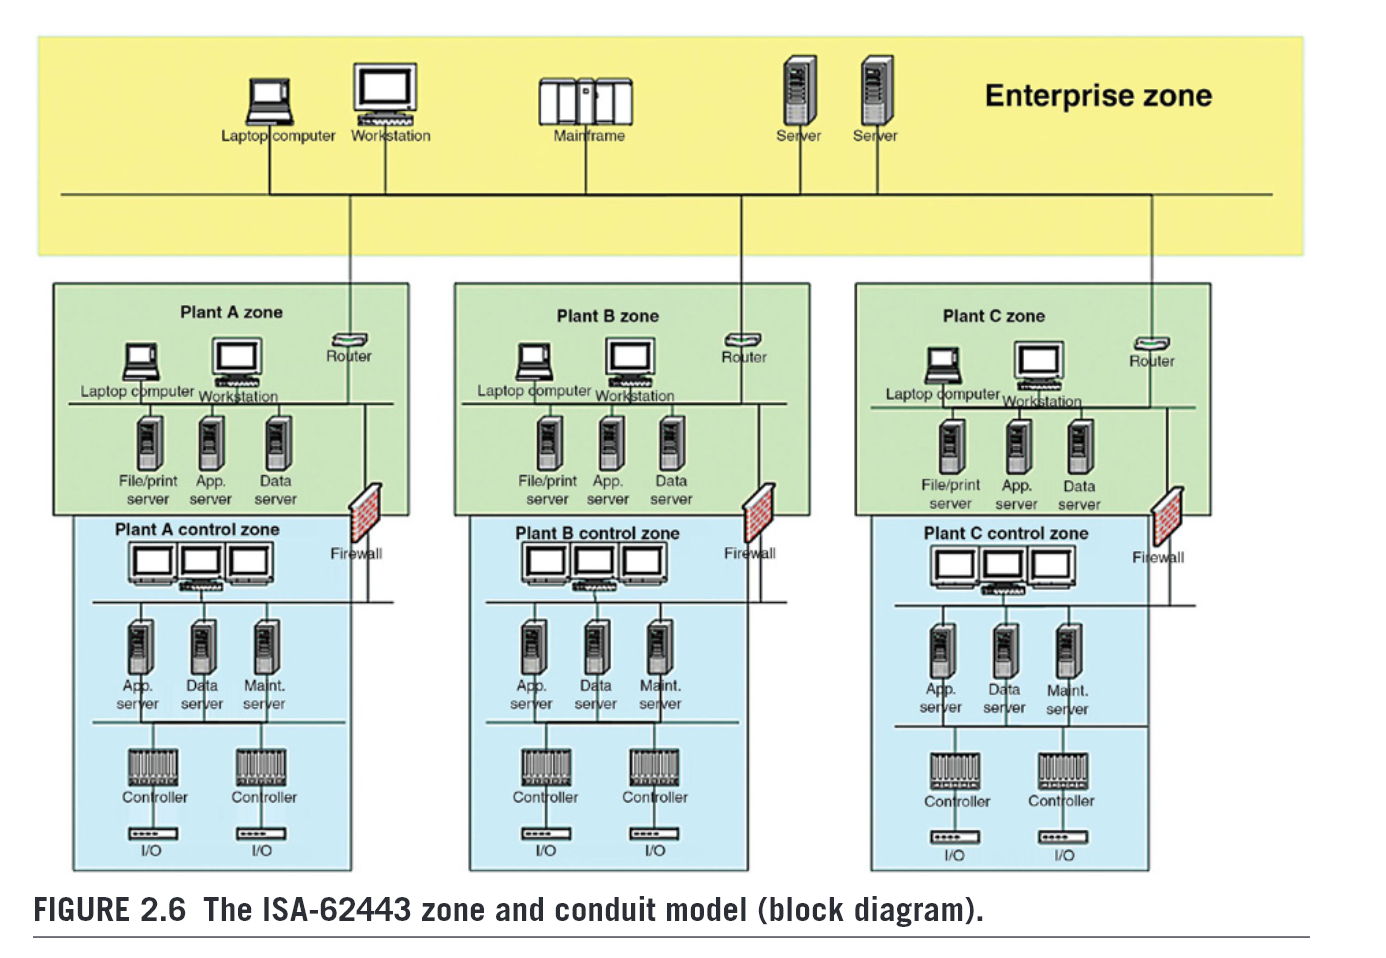 Enterprise zone
Laptop computer
Workstation
Mainframe
Server
Server
Plant A zone
Router
Laptop computer
Workstation
File/print
server
App.
server
Data
server
Plant A control zone
Firewall
App.
server
Data
server
Maint.
server
Controller
Controller
I/O
I/O
Plant B zone
Router
Laptop computer
Workstation
File/print
server
App.
server
Data
server
Plant B control zone
Firewall
App.
server
Data
server
Maint.
server
Controller
Controller
I/O
I/O
Plant C zone
Router
Laptop computer
Workstation
File/print
server
App.
server
Data
server
Plant C control zone
Firewall
App.
server
Data
server
Maint.
server
Controller
Controller
I/O
I/O
FIGURE 2.6 The ISA-62443 zone and conduit model (block diagram).